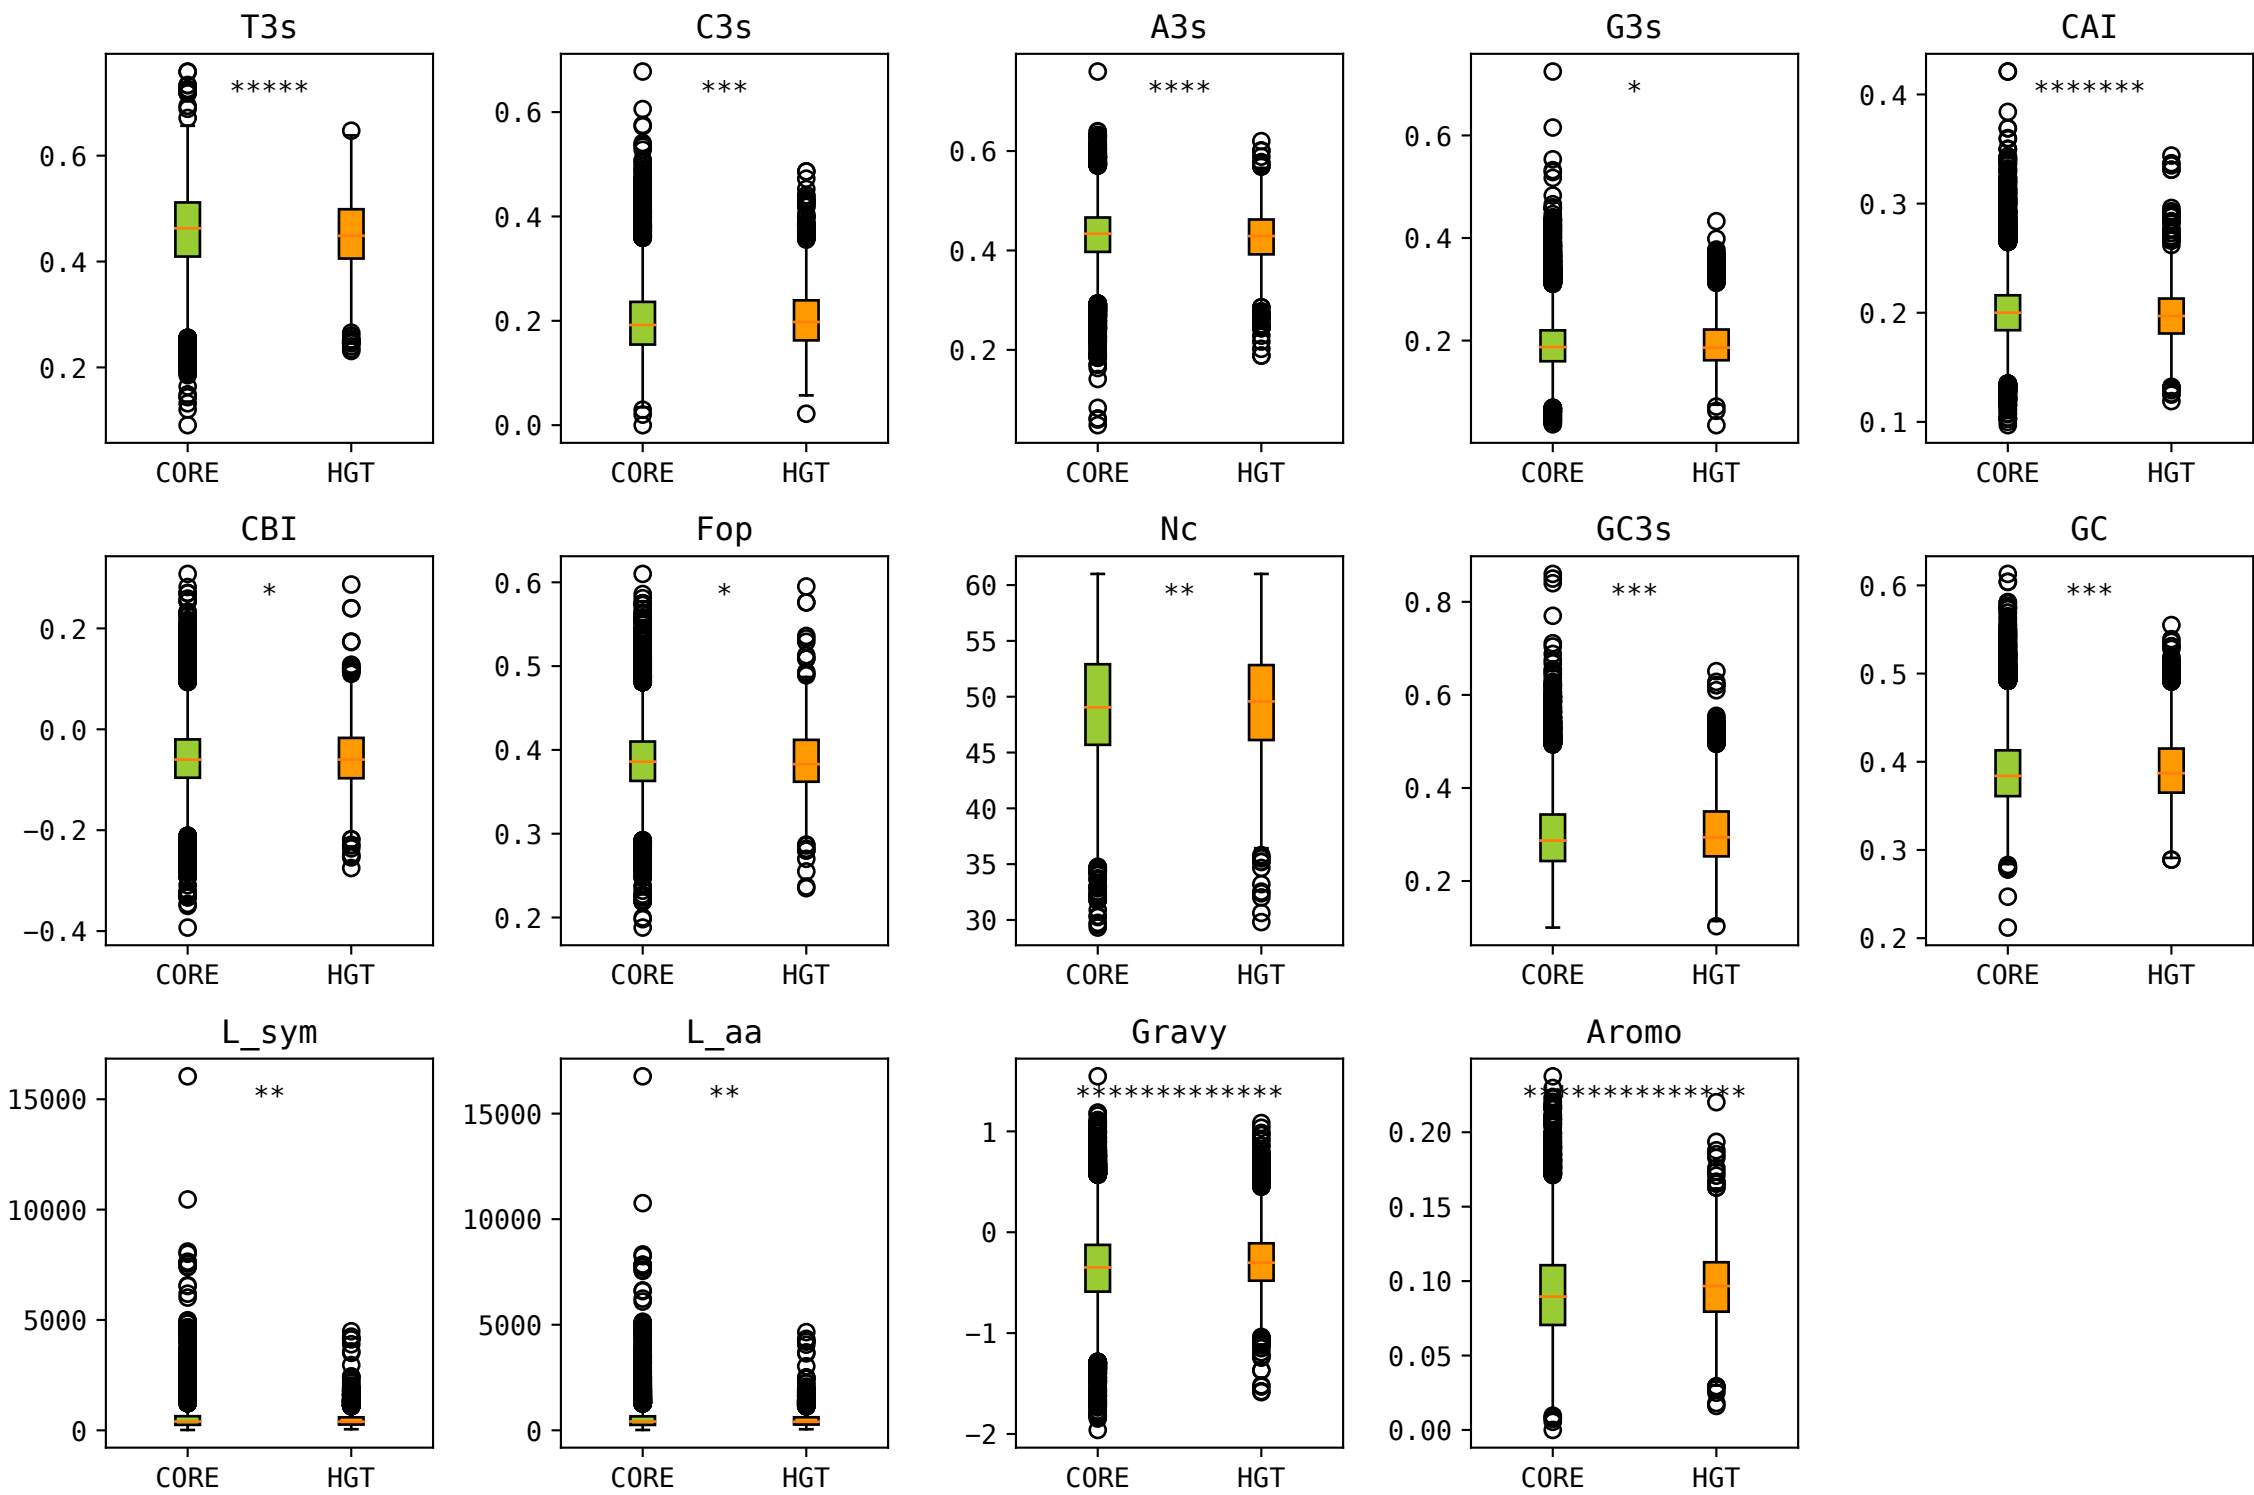 T3s
C3s
A3s
G3s
CAI
*****
***
****
*
*******
0.6
0.4
0.2
0.6
0.4
0.2
0.0
0.6
0.4
0.2
0.6
0.4
0.2
0.4
0.3
0.2
0.1
CORE HGT
CORE HGT
CORE HGT
CORE HGT
CORE HGT
CBI
Fop
Nc
GC3s
GC
*
*
**
***
***
0.2
0.0
−0.2
−0.4
0.6
0.5
0.4
0.3
0.2
60
55
50
45
40
35
30
0.8
0.6
0.4
0.2
0.6
0.5
0.4
0.3
0.2
CORE HGT
CORE HGT
CORE HGT
CORE HGT
CORE HGT
L_sym
L_aa
Gravy
Aromo
**
**
*************
**************
15000
10000
5000
0
15000
10000
5000
0
1
0
−1
−2
0.20
0.15
0.10
0.05
0.00
CORE HGT
CORE HGT
CORE HGT
CORE HGT